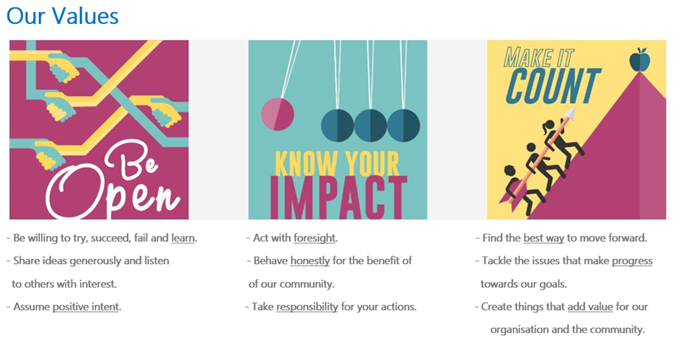 Our Values
Be
Open
- Be willing to try, succeed, fail and learn.
- Share ideas generously and listen
to others with interest.
- Assume positive intent.
KNOW YOUR
IMPACT
- Act with foresight.
- Behave honestly for the benefit of
of our community.
- Take responsibility for your actions.
MAKE IT
COUNT
- Find the best way to move forward.
- Tackle the issues that make progress
towards our goals.
- Create things that add value for our
organisation and the community.